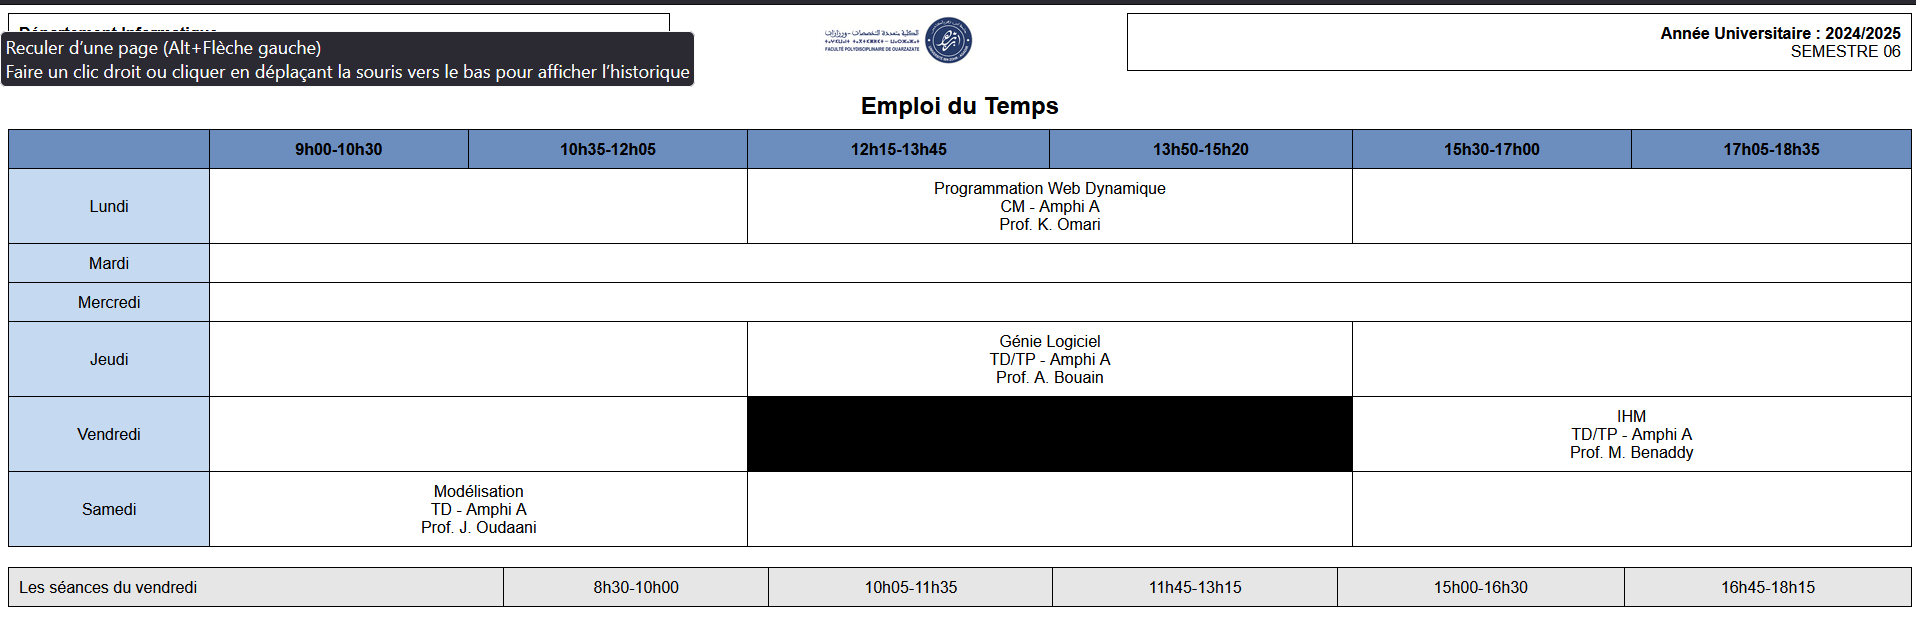 Reculer d’une page (Alt+Flèche gauche)
Faire un clic droit ou cliquer en déplaçant la souris vers le bas pour afficher l’historique
الكلية متعددة التخصصات - ورززات
FACULTÉ POLYDISCIPLINAIRE DE OUARZAZATE
Année Universitaire : 2024/2025
SEMESTRE 06
Emploi du Temps
9h00-10h30 10h35-12h05 12h15-13h45 13h50-15h20 15h30-17h00 17h05-18h35
Lundi
Programmation Web Dynamique
CM - Amphi A
Prof. K. Omari
Mardi
Mercredi
Jeudi
Génie Logiciel
TD/TP - Amphi A
Prof. A. Bouain
Vendredi
IHM
TD/TP - Amphi A
Prof. M. Benaddy
Samedi
Modélisation
TD - Amphi A
Prof. J. Oudaani
Les séances du vendredi 8h30-10h00 10h05-11h35 11h45-13h15 15h00-16h30 16h45-18h15